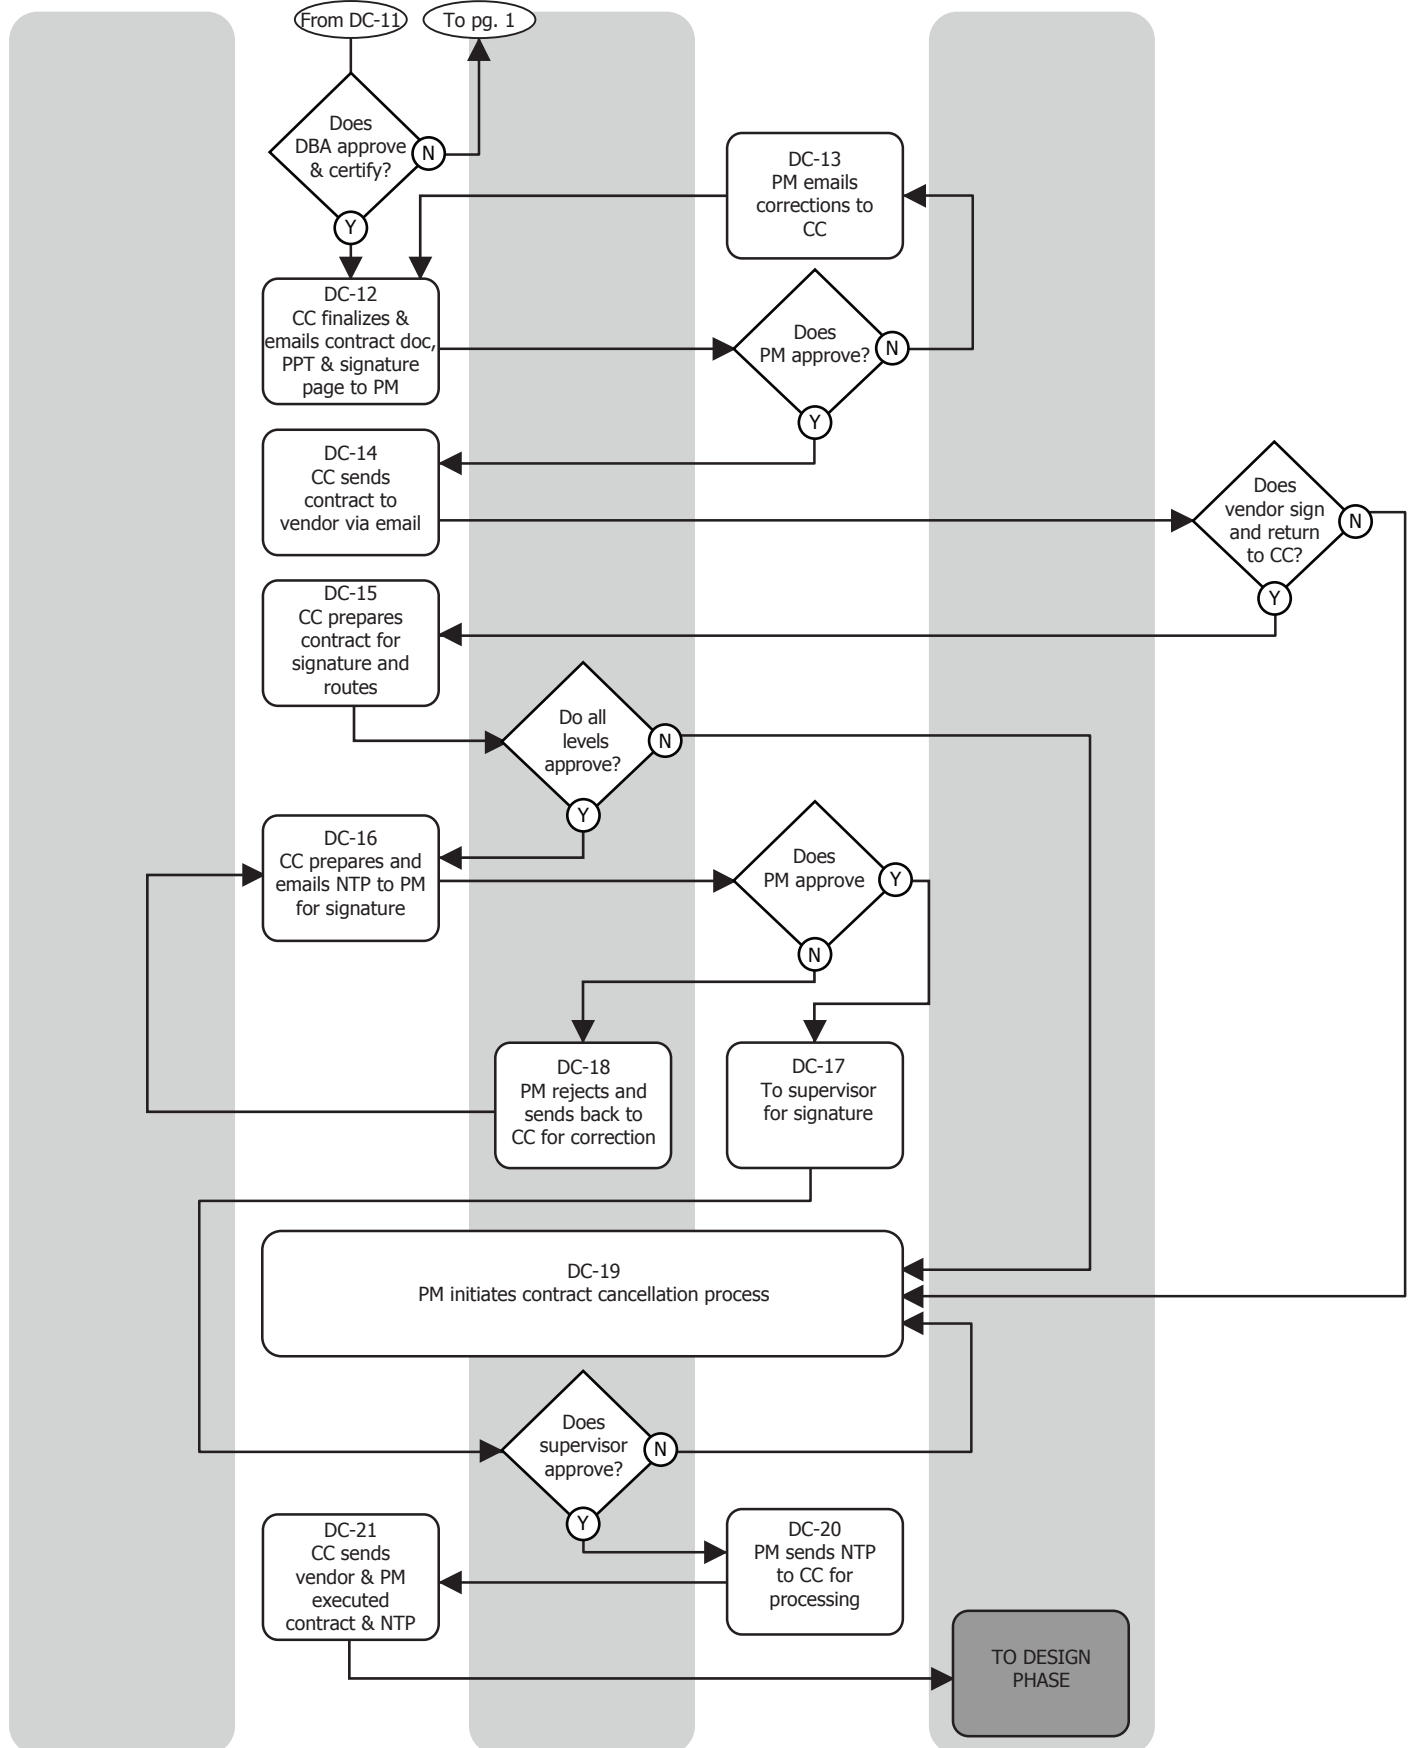 From DC-11
To pg. 1
Does
DBA approve
& certify?
N
Y
DC-13
PM emails
corrections to
CC
DC-12
CC finalizes &
emails contract doc,
PPT & signature
page to PM
Does
PM approve?
N
Y
DC-14
CC sends
contract to
vendor via email
Does
vendor sign
and return
to CC?
N
Y
DC-15
CC prepares
contract for
signature and
routes
Do all
levels
approve?
N
Y
DC-16
CC prepares and
emails NTP to PM
for signature
Does
PM approve
Y
N
DC-18
PM rejects and
sends back to
CC for correction
DC-17
To supervisor
for signature
DC-19
PM initiates contract cancellation process
Does
supervisor
approve?
N
Y
DC-21
CC sends
vendor & PM
executed
contract & NTP
DC-20
PM sends NTP
to CC for
processing
TO DESIGN
PHASE